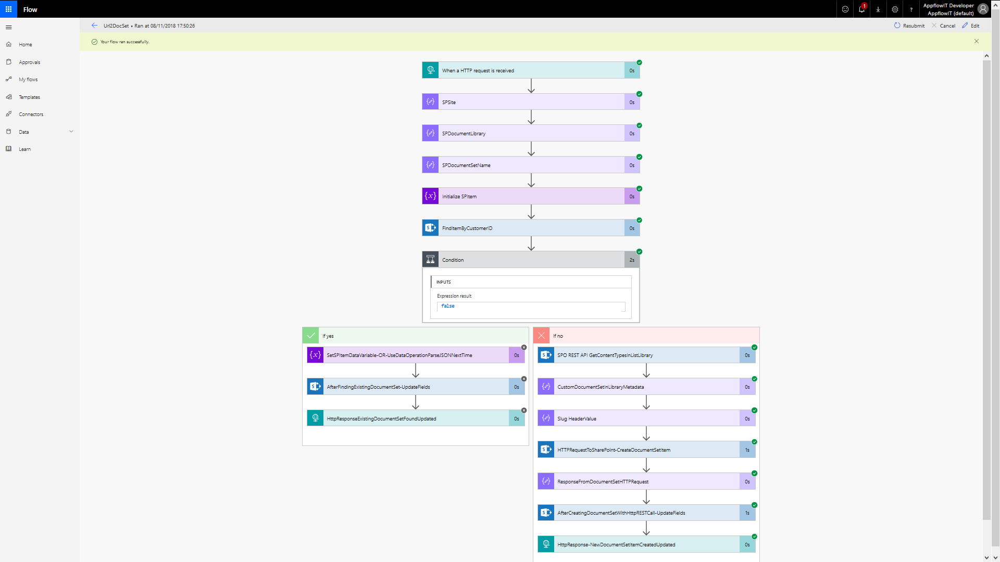 Flow
1
?
AppflowIT Developer
AppflowIT (default)
Url2DocSet • Ran at 08/11/2018 17:50:26
Resubmit
Cancel
Edit
Your flow ran successfully.
Home
Approvals
My flows
Templates
Connectors
Data
Learn
When a HTTP request is received
0s
SPSite
0s
SPDocumentLibrary
0s
SPDocumentSetName
0s
{x} Initialize SPItem
0s
S FindItemByCustomerID
0s
Condition
2s
INPUTS
Expression result
false
If yes
{x} SetSPItemDataVariable-OR-UseDataOperationParseJSONNextTime
0s
S AfterFindingExistingDocumentSet-UpdateFields
0s
HttpResponseExistingDocumentSetFoundUpdated
0s
If no
S SPO REST API GetContentTypesInListLibrary
0s
CustomDocumentSetInLibraryMetadata
0s
Slug HeaderValue
0s
S HTTPRequestToSharePoint-CreateDocumentSetItem
1s
ResponseFromDocumentSetHTTPRequest
0s
S AfterCreatingDocumentSetWithHttpRESTCall-UpdateFields
1s
HttpResponse-NewDocumentSetItemCreatedUpdated
0s